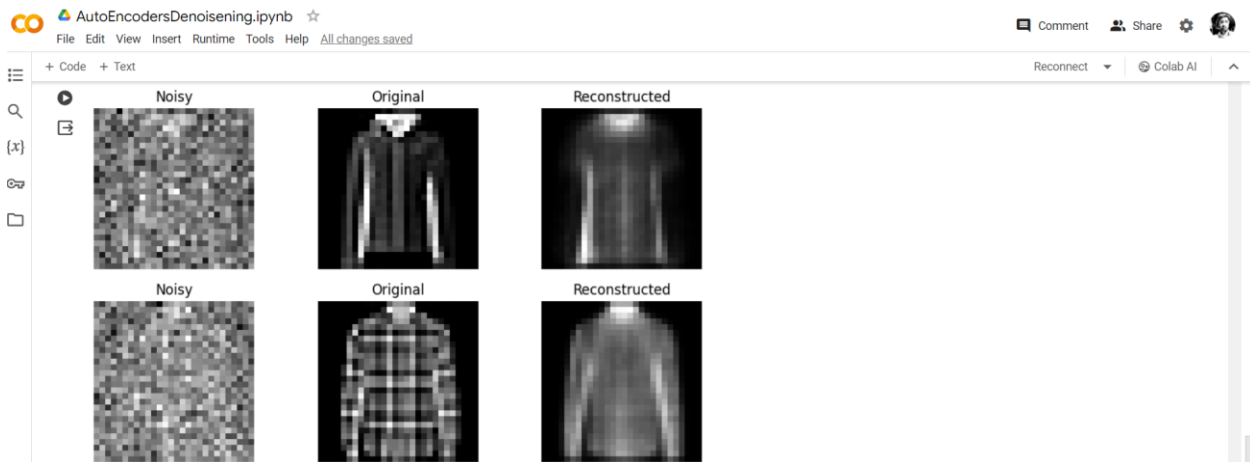 AutoEncodersDenoisening.ipynb
Comment Share
File Edit View Insert Runtime Tools Help All changes saved
+ Code + Text
Reconnect Colab AI
Noisy Original Reconstructed
{x}
Noisy Original Reconstructed